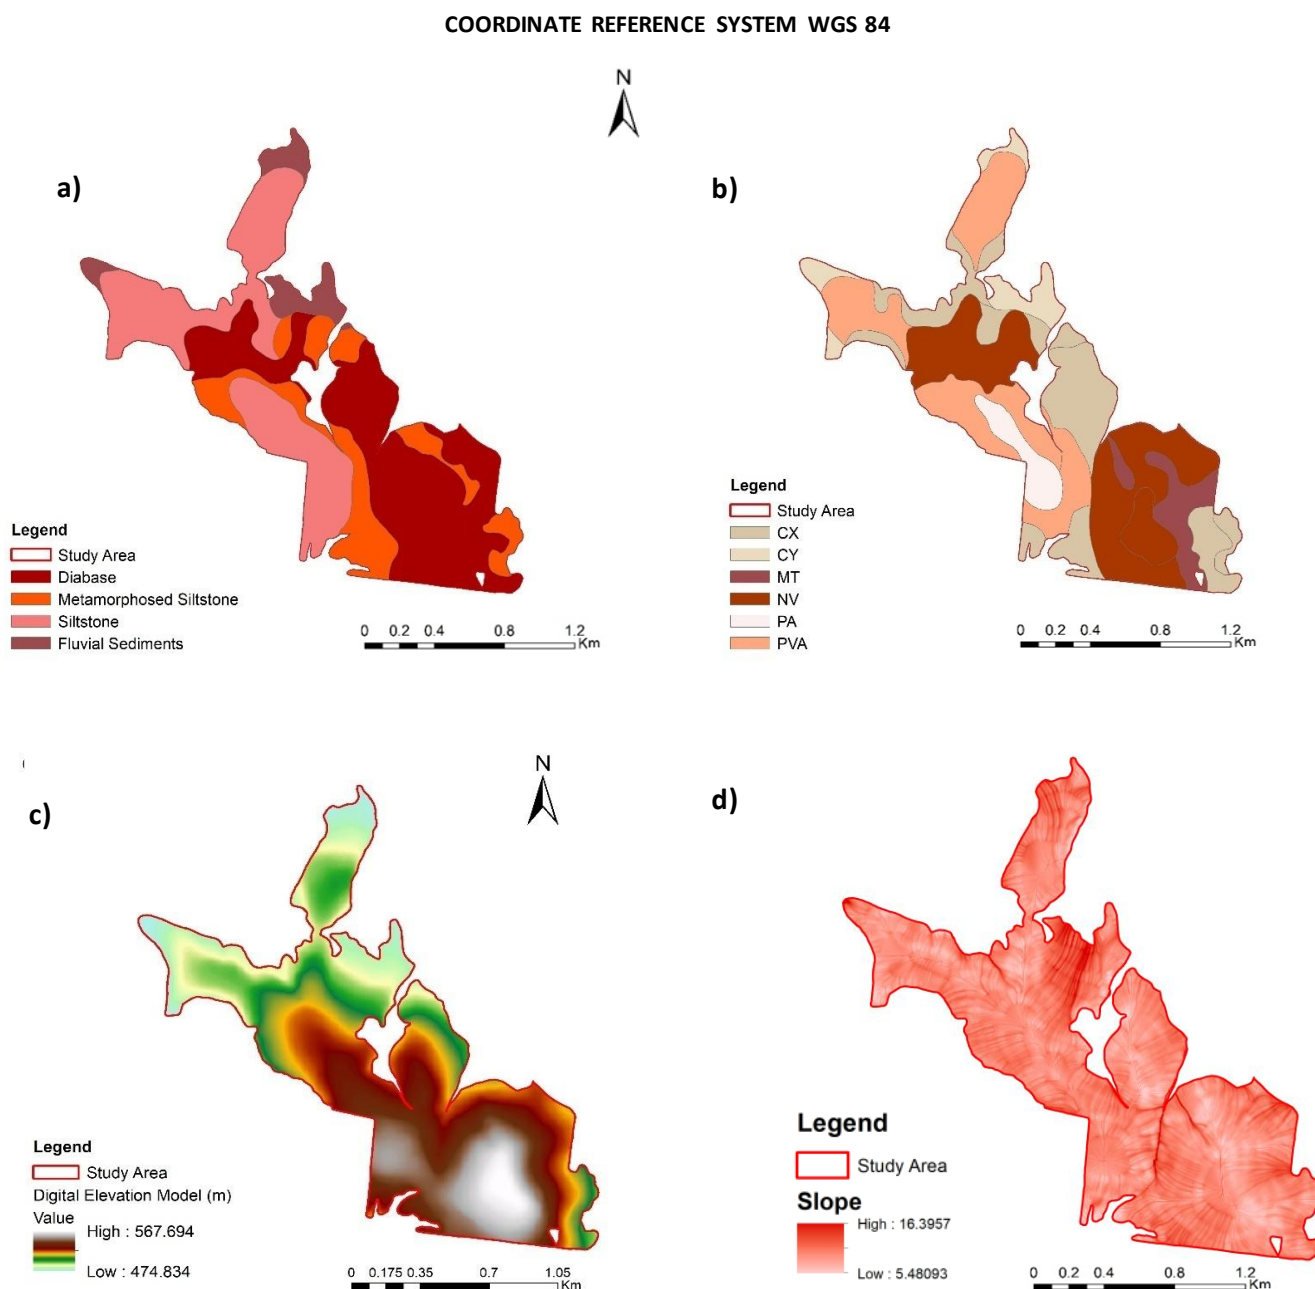 COORDINATE REFERENCE SYSTEM WGS 84
N
a)
b)
Legend
Study Area
Diabase
Metamorphosed Siltstone
Siltstone
Fluvial Sediments
0 0.2 0.4 0.8 1.2
Km
Legend
Study Area
CX
CY
MT
NV
PA
PVA
0 0.2 0.4 0.8 1.2
Km
N
c)
d)
Legend
Study Area
Digital Elevation Model (m)
Value
High : 567.694
Low : 474.834
0 0.175 0.35 0.7 1.05
Km
Legend
Study Area
Slope
High : 16.3957
Low : 5.48093
0 0.2 0.4 0.8 1.2
Km